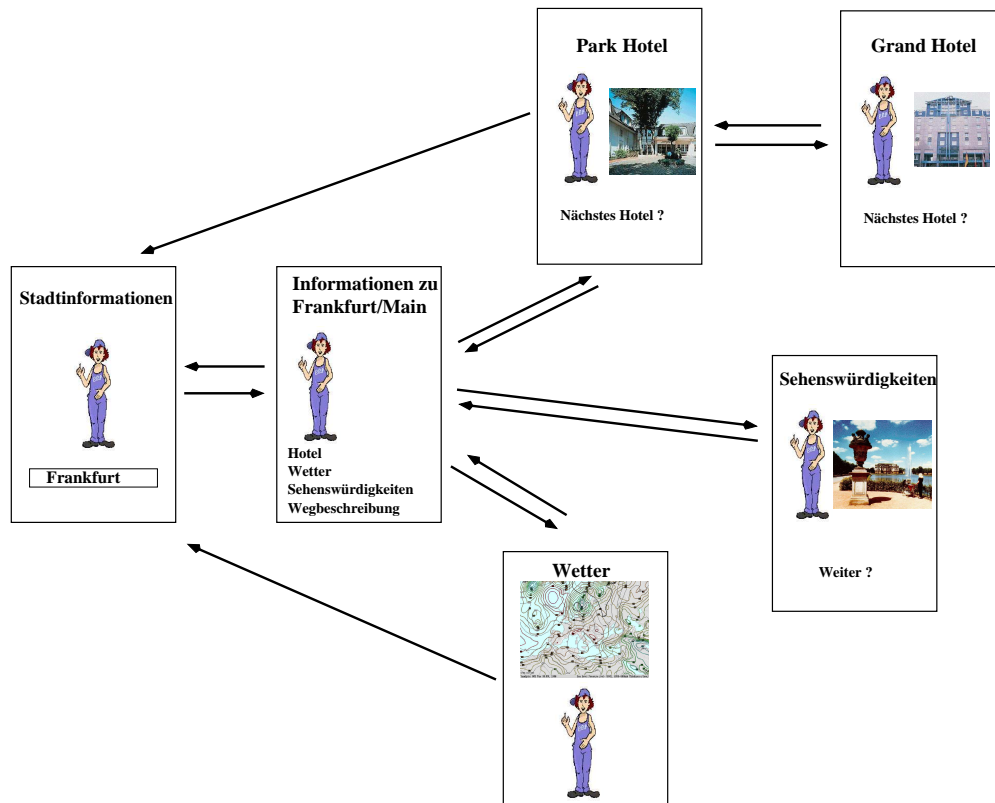 Park Hotel
Nächstes Hotel ?
Grand Hotel
Nächstes Hotel ?
Stadtinformationen
Frankfurt
Informationen zu
Frankfurt/Main
Hotel
Wetter
Sehenswürdigkeiten
Wegbeschreibung
Sehenswürdigkeiten
Weiter ?
Wetter